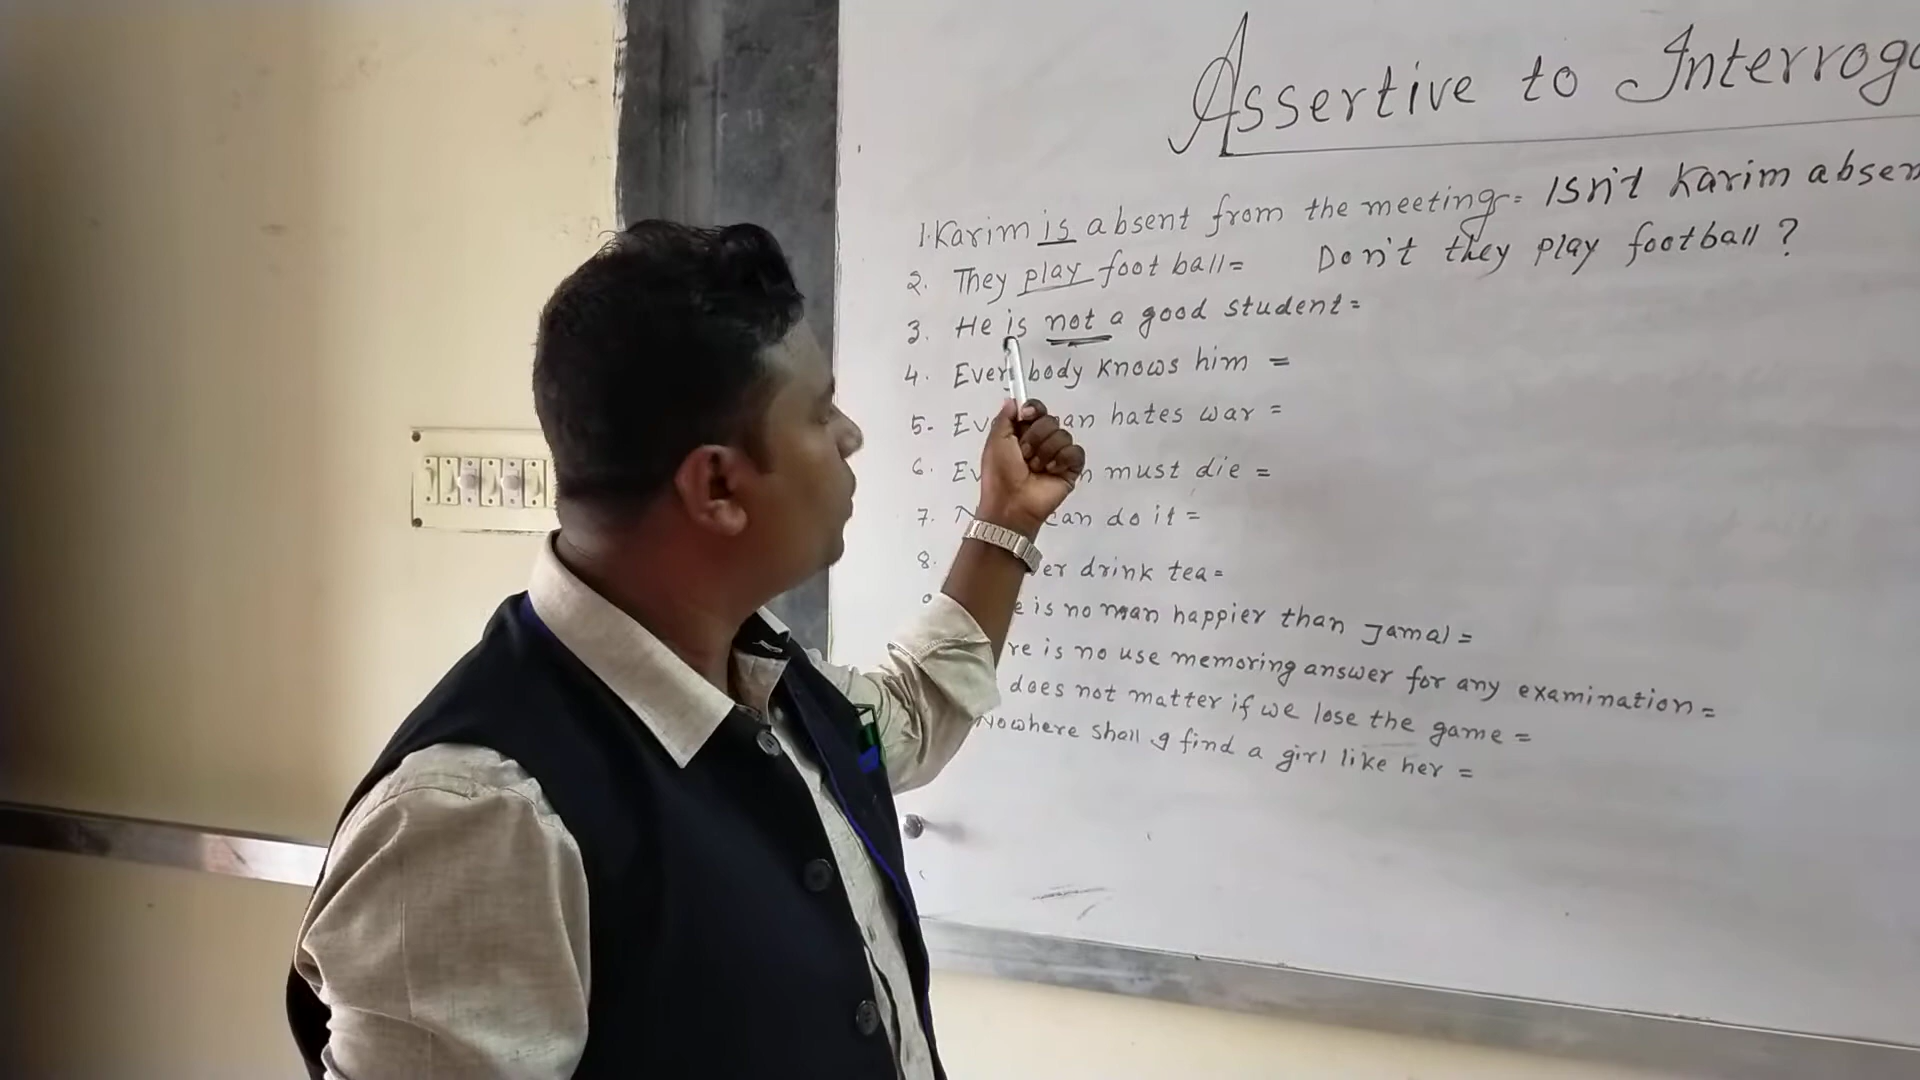 Assertive to Interroga
1. Karim is absent from the meeting = Isn't Karim absen
2. They play foot ball = Don't they play football?
3. He is not a good student =
4. Everybody knows him =
5. hates war =
6. must die =
7. can do it =
8. drink tea =
is no man happier than Jamal =
is no use memoring answer for any examination =
does not matter if we lose the game =
Nowhere shall I find a girl like her =